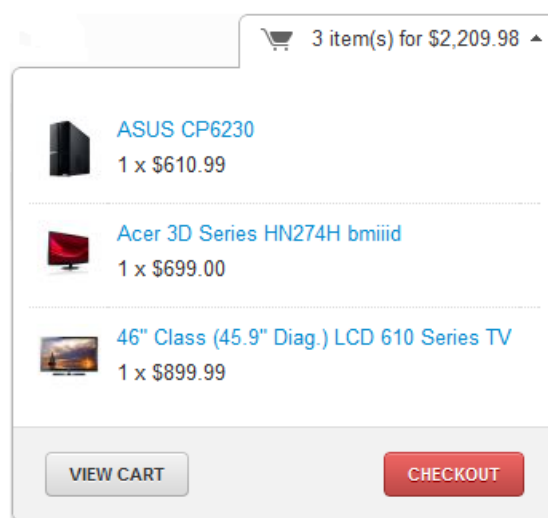 3 item(s) for $2,209.98
ASUS CP6230
1 x $610.99
Acer 3D Series HN274H bmiiid
1 x $699.00
46" Class (45.9" Diag.) LCD 610 Series TV
1 x $899.99
VIEW CART
CHECKOUT